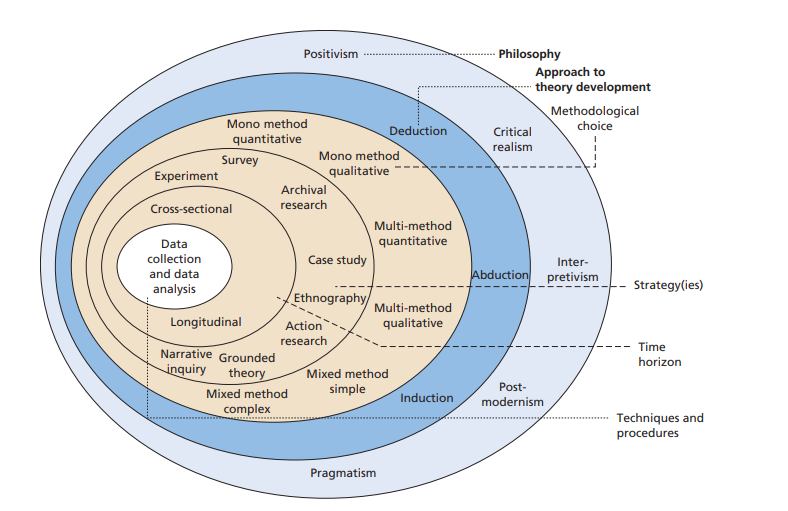 Positivism
Philosophy
Approach to
theory development
Methodological
choice
Mono method
quantitative
Deduction
Critical
realism
Survey
Mono method
qualitative
Experiment
Archival
research
Cross-sectional
Multi-method
quantitative
Data
collection
and data
analysis
Case study
Abduction
Inter-
pretivism
Strategy(ies)
Ethnography
Multi-method
qualitative
Longitudinal
Action
research
Time
horizon
Narrative
inquiry
Grounded
theory
Mixed method
simple
Mixed method
complex
Induction
Post-
modernism
Techniques and
procedures
Pragmatism